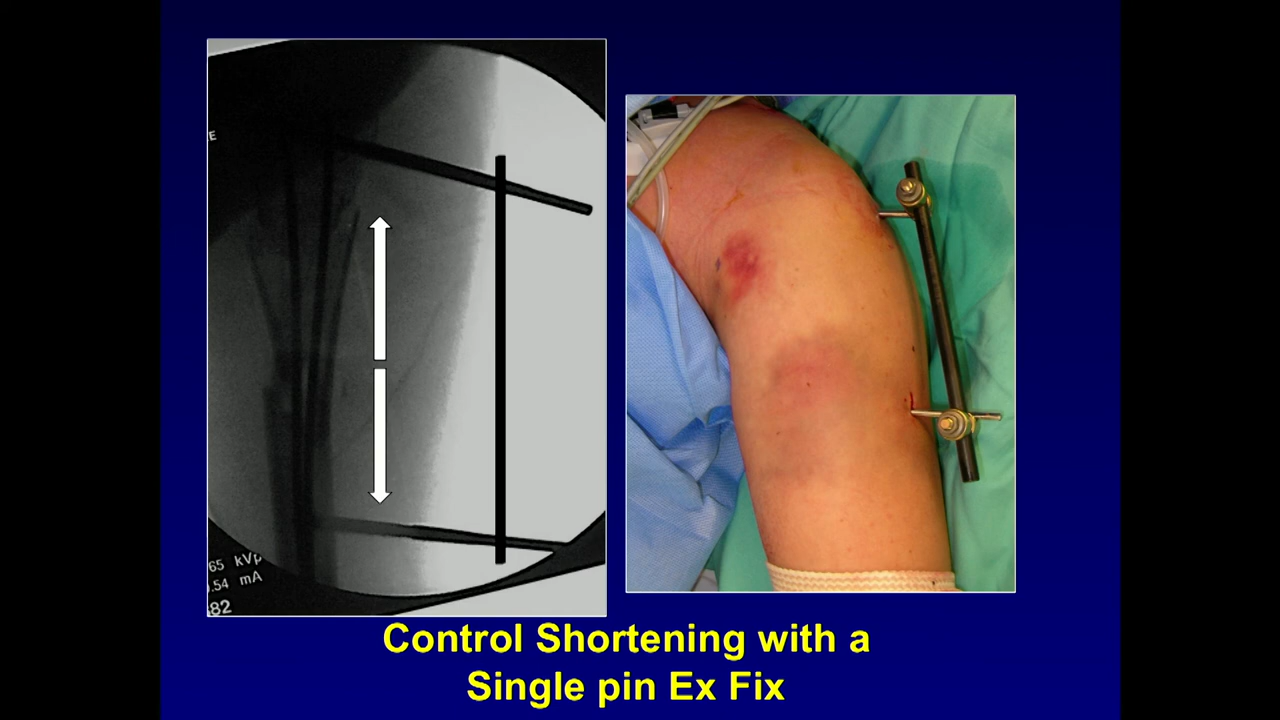 E
65 kVp
.54 mA
82
Control Shortening with a
Single pin Ex Fix